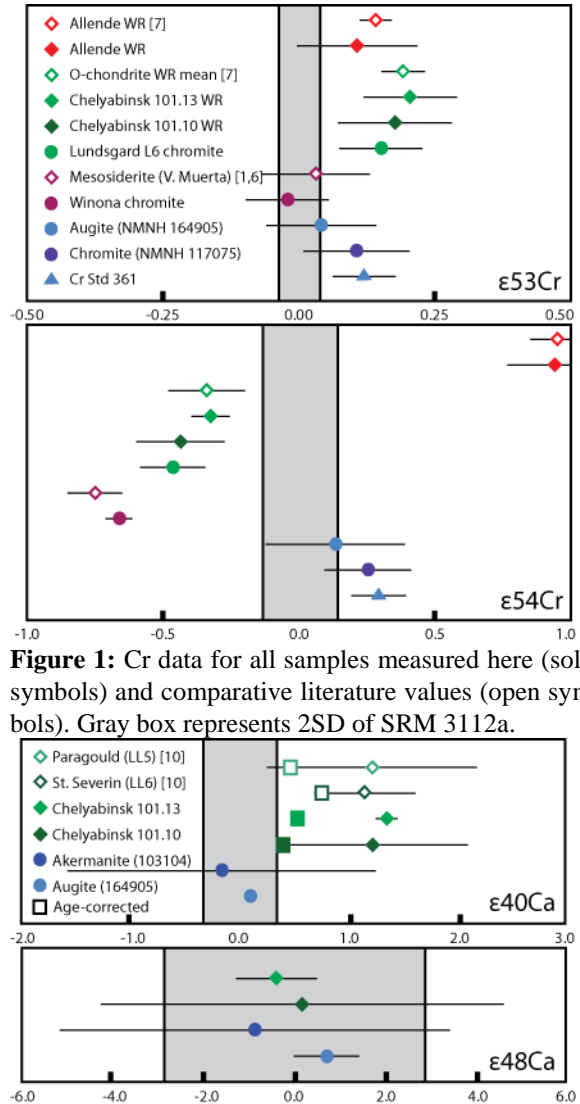 Allende WR [7]
Allende WR
O-chondrite WR mean [7]
Chelyabinsk 101.13 WR
Chelyabinsk 101.10 WR
Lundsgard L6 chromite
Mesosiderite (V. Muerta) [1,6]
Winona chromite
Augite (NMNH 164905)
Chromite (NMNH 117075)
Cr Std 361
ε53Cr
-0.50 -0.25 0.00 0.25 0.50
ε54Cr
-1.0 -0.5 0.0 0.5 1.0
Figure 1: Cr data for all samples measured here (sol
symbols) and comparative literature values (open sym
bols). Gray box represents 2SD of SRM 3112a.
Paragould (LL5) [10]
St. Severin (LL6) [10]
Chelyabinsk 101.13
Chelyabinsk 101.10
Akermanite (103104)
Augite (164905)
Age-corrected
ε40Ca
-2.0 -1.0 0.0 1.0 2.0 3.0
ε48Ca
-6.0 -4.0 -2.0 0.0 2.0 4.0 6.0